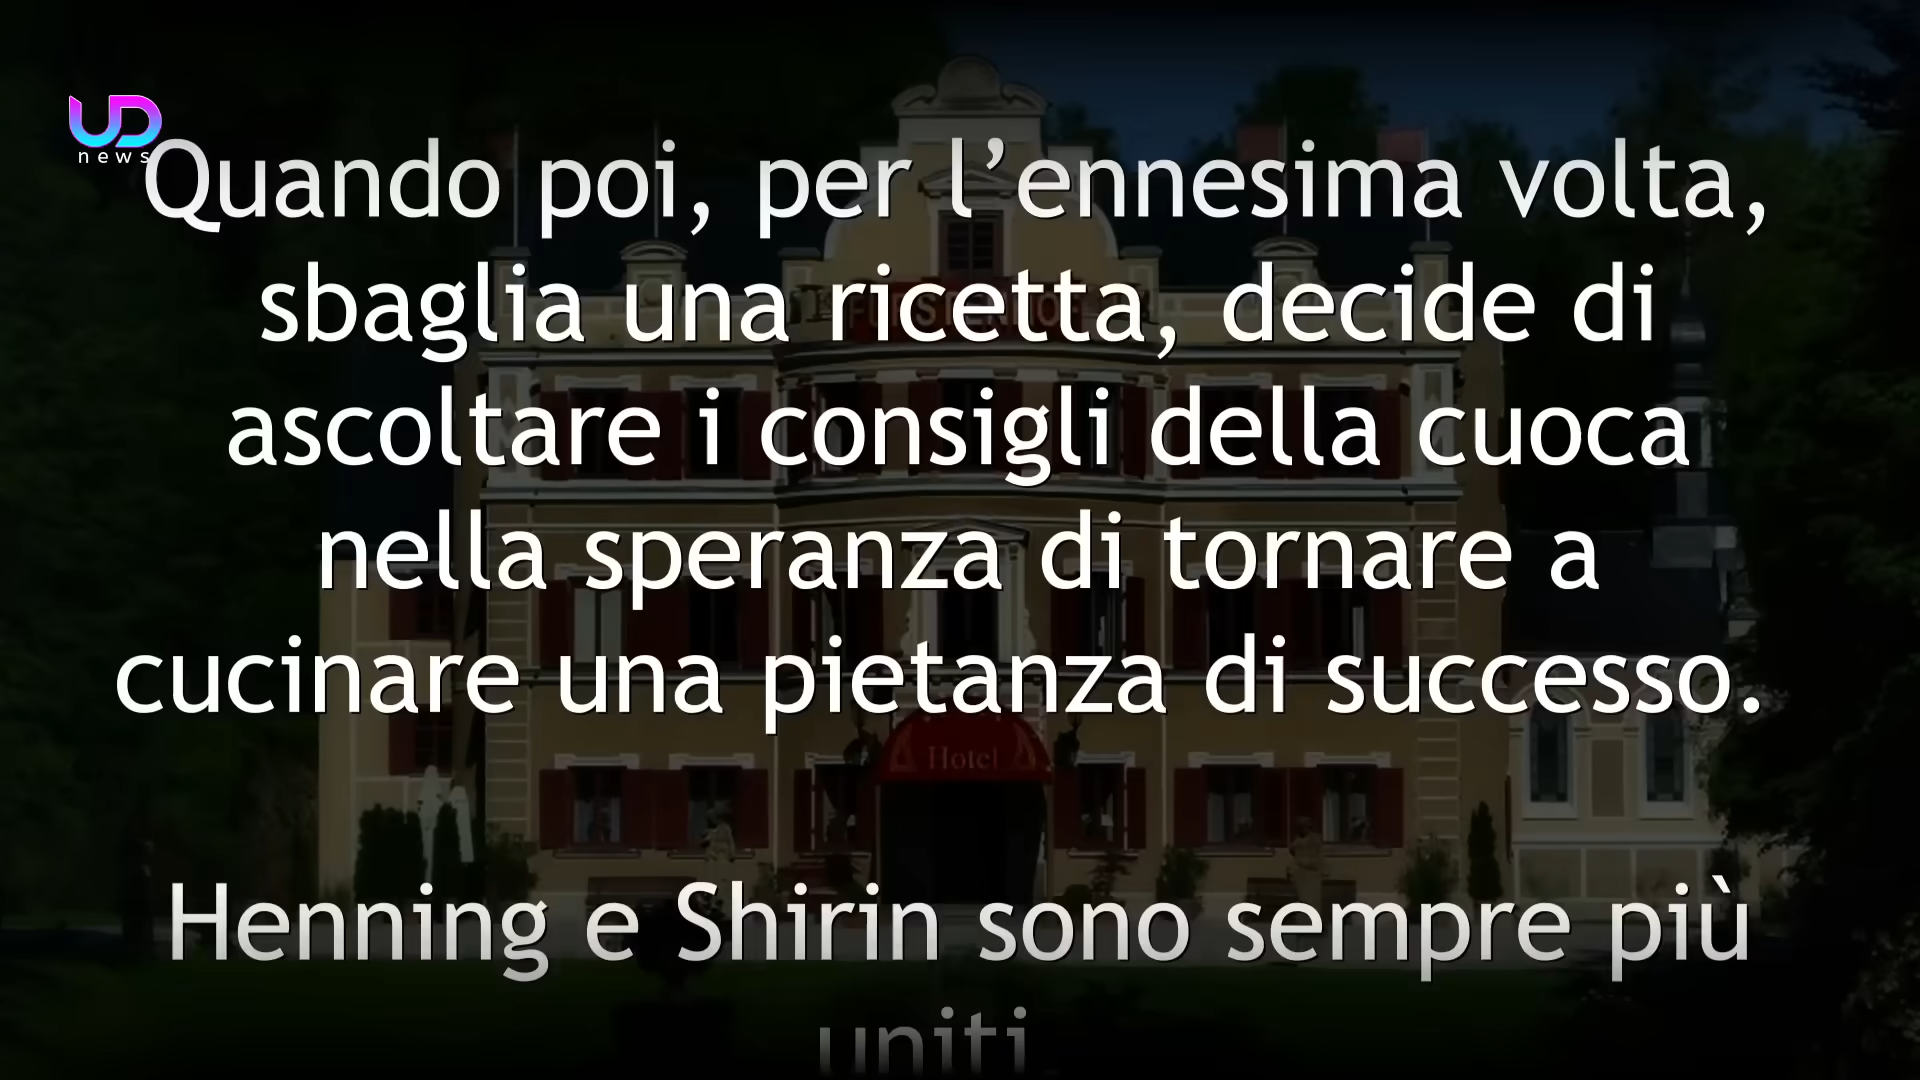 UD
news
Quando poi, per l’ennesima volta,
sbaglia una ricetta, decide di
ascoltare i consigli della cuoca
nella speranza di tornare a
cucinare una pietanza di successo.
Hotel
Henning e Shirin sono sempre più
uniti